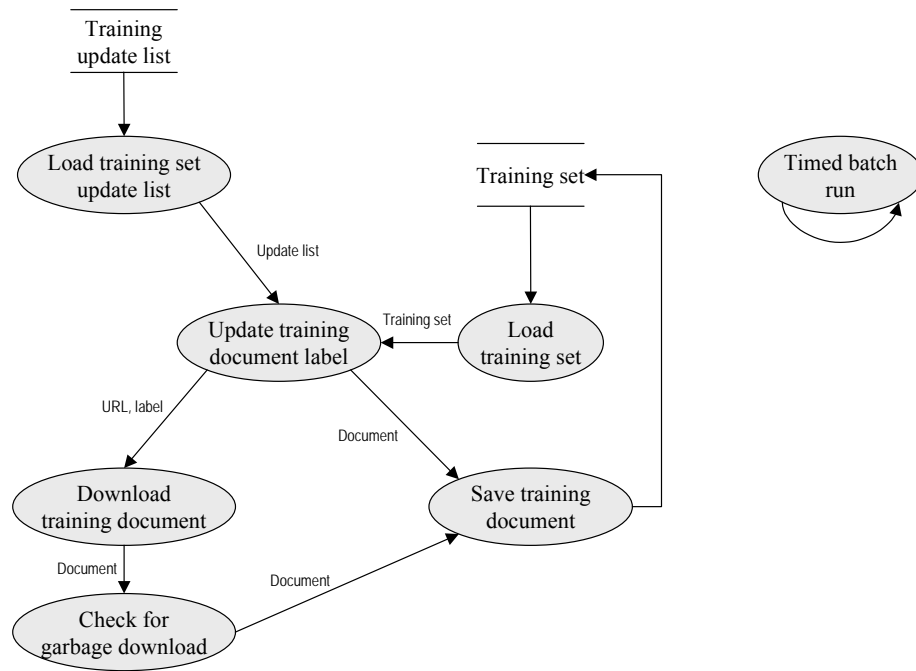 Training
update list
Load training set
update list
Training set
Timed batch
run
Update list
Update training
document label
Training set
Load
training set
URL, label
Document
Download
training document
Save training
document
Document
Document
Check for
garbage download